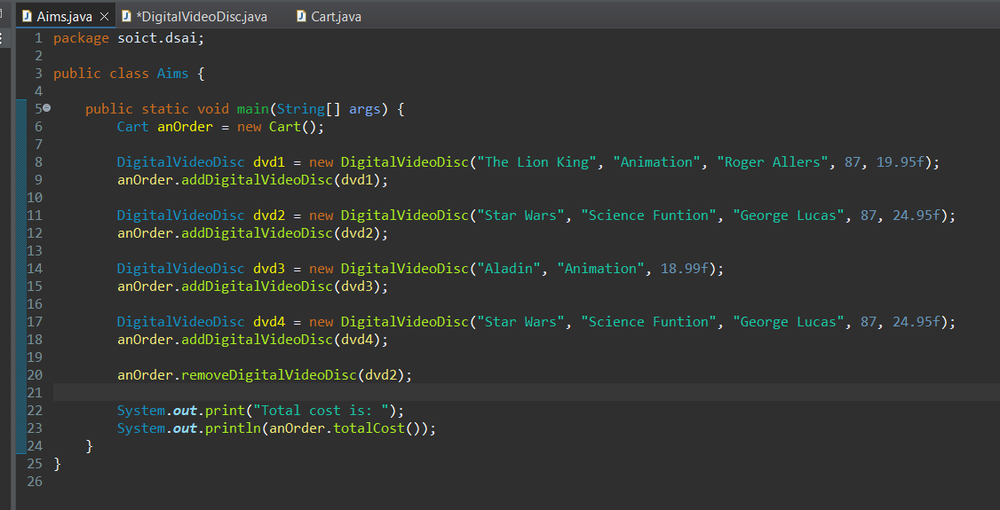 Aims.java *DigitalVideoDisc.java Cart.java
1 package soict.dsai;
2
3 public class Aims {
4
5 public static void main(String[] args) {
6 Cart anOrder = new Cart();
7
8 DigitalVideoDisc dvd1 = new DigitalVideoDisc("The Lion King", "Animation", "Roger Allers", 87, 19.95f);
9 anOrder.addDigitalVideoDisc(dvd1);
10
11 DigitalVideoDisc dvd2 = new DigitalVideoDisc("Star Wars", "Science Funtion", "George Lucas", 87, 24.95f);
12 anOrder.addDigitalVideoDisc(dvd2);
13
14 DigitalVideoDisc dvd3 = new DigitalVideoDisc("Aladin", "Animation", 18.99f);
15 anOrder.addDigitalVideoDisc(dvd3);
16
17 DigitalVideoDisc dvd4 = new DigitalVideoDisc("Star Wars", "Science Funtion", "George Lucas", 87, 24.95f);
18 anOrder.addDigitalVideoDisc(dvd4);
19
20 anOrder.removeDigitalVideoDisc(dvd2);
21
22 System.out.print("Total cost is: ");
23 System.out.println(anOrder.totalCost());
24 }
25 }
26